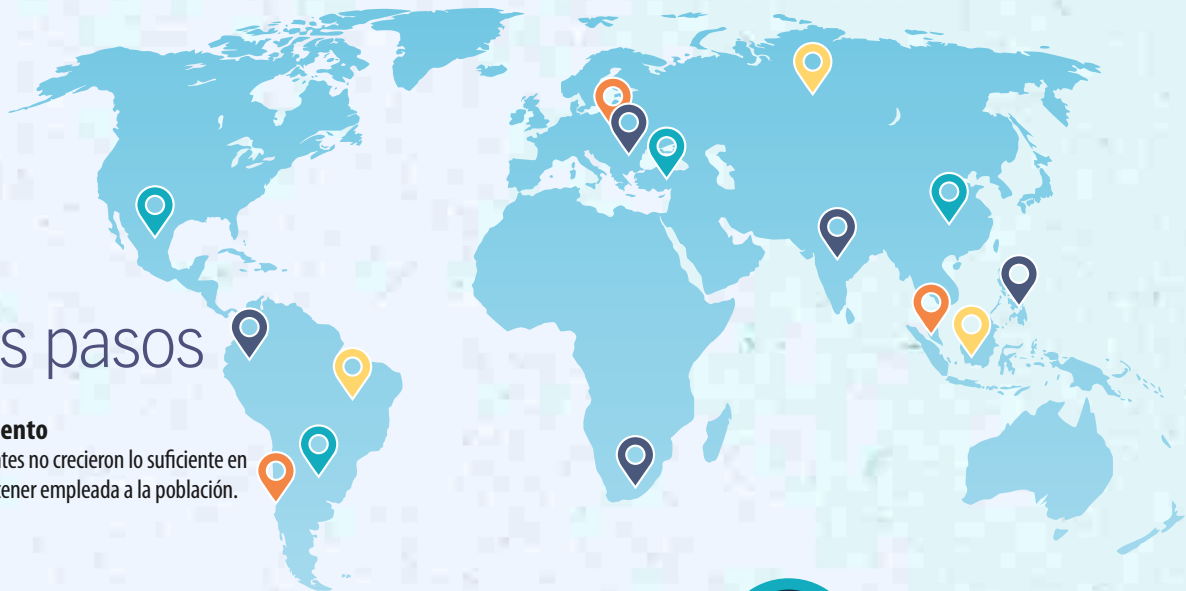 s pasos
ento
ntes no crecieron lo suficiente en
tener empleada a la población.